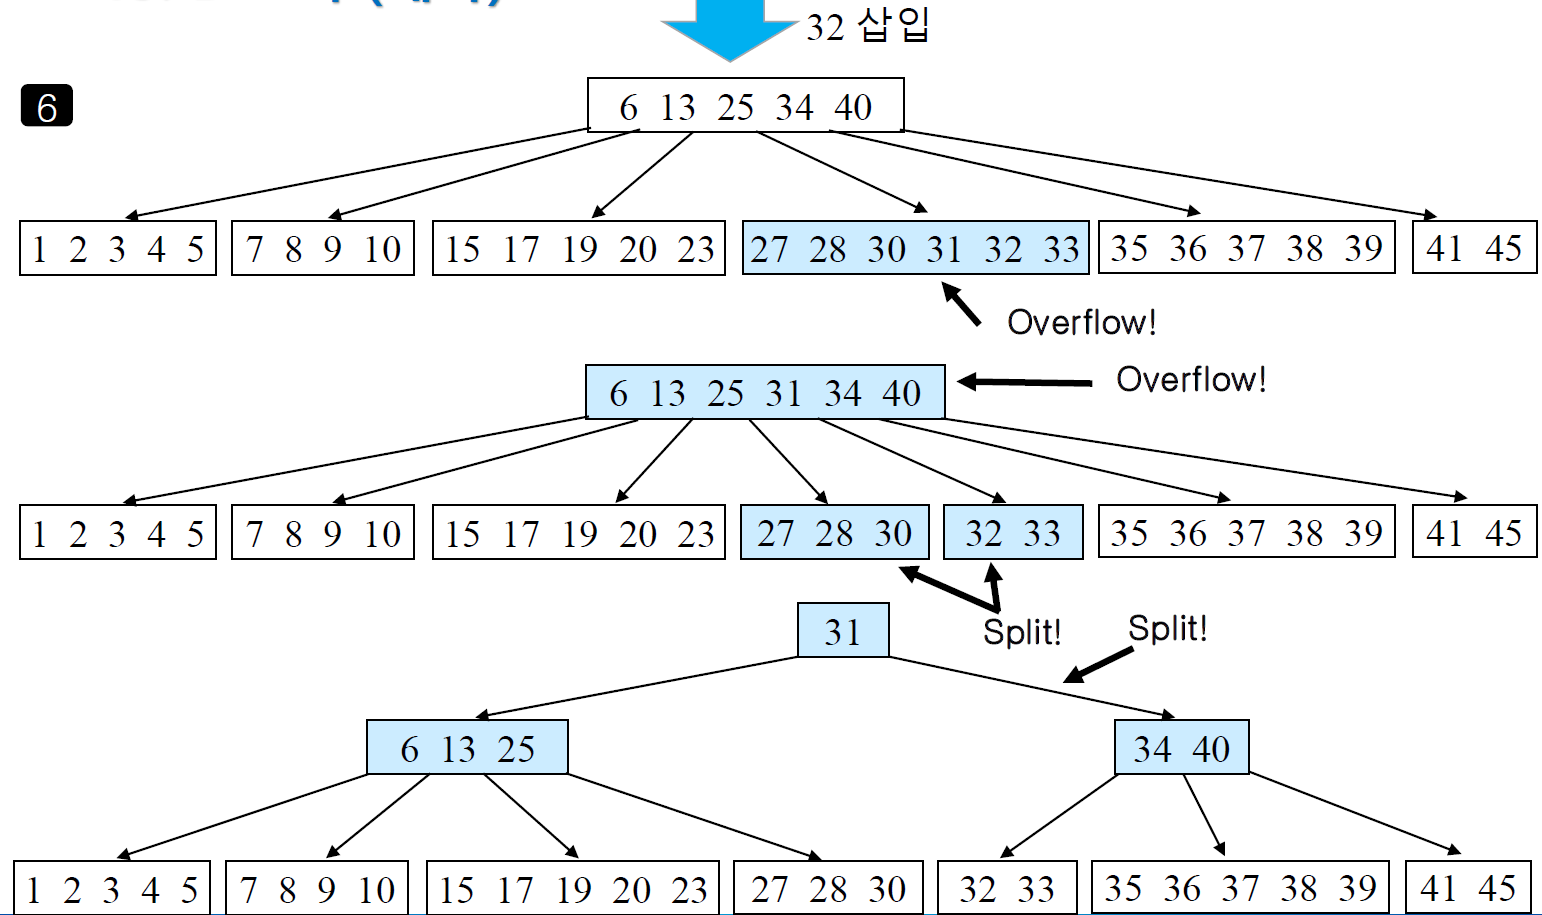 32 삽입
6
6 13 25 34 40
1 2 3 4 5 7 8 9 10 15 17 19 20 23 27 28 30 31 32 33 35 36 37 38 39 41 45
Overflow!
6 13 25 31 34 40 Overflow!
1 2 3 4 5 7 8 9 10 15 17 19 20 23 27 28 30 32 33 35 36 37 38 39 41 45
31 Split! Split!
6 13 25 34 40
1 2 3 4 5 7 8 9 10 15 17 19 20 23 27 28 30 32 33 35 36 37 38 39 41 45